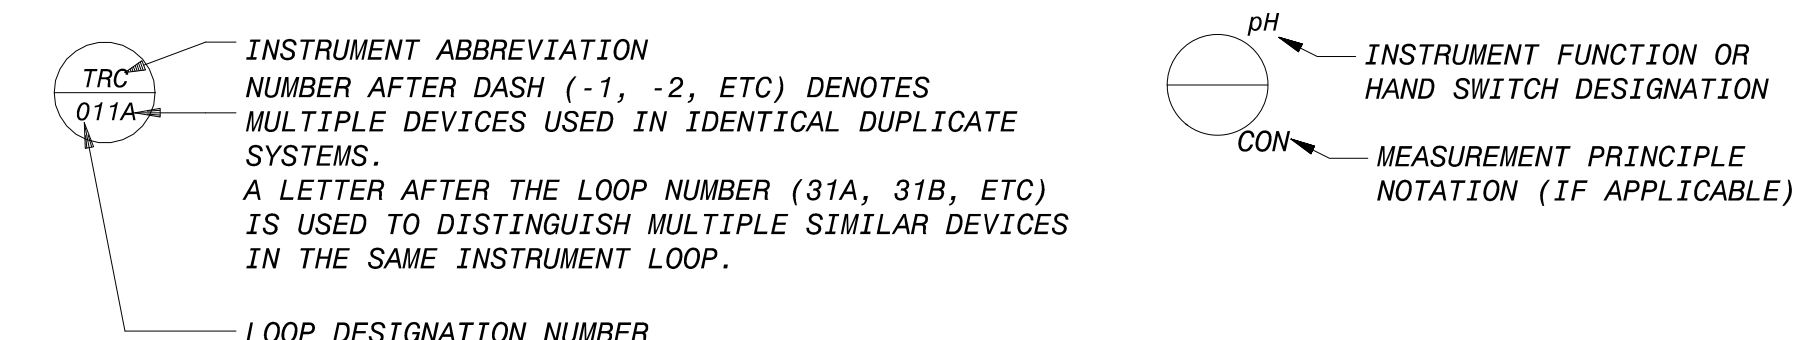 TRC
011A
INSTRUMENT ABBREVIATION
NUMBER AFTER DASH (-1, -2, ETC) DENOTES
MULTIPLE DEVICES USED IN IDENTICAL DUPLICATE
SYSTEMS.
A LETTER AFTER THE LOOP NUMBER (31A, 31B, ETC)
IS USED TO DISTINGUISH MULTIPLE SIMILAR DEVICES
IN THE SAME INSTRUMENT LOOP.
LOOP DESIGNATION NUMBER
pH
INSTRUMENT FUNCTION OR
HAND SWITCH DESIGNATION
CON
MEASUREMENT PRINCIPLE
NOTATION (IF APPLICABLE)